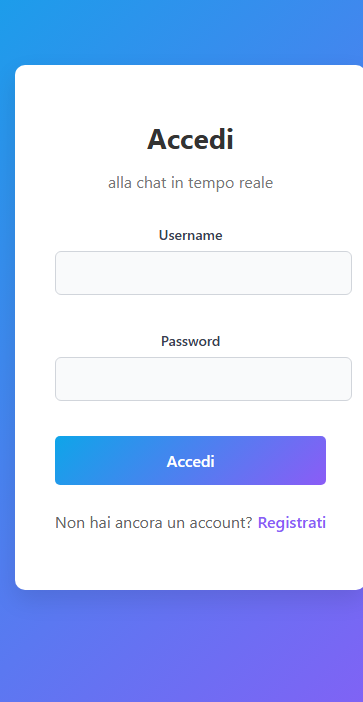 Accedi
alla chat in tempo reale
Username
Password
Accedi
Non hai ancora un account? Registrati